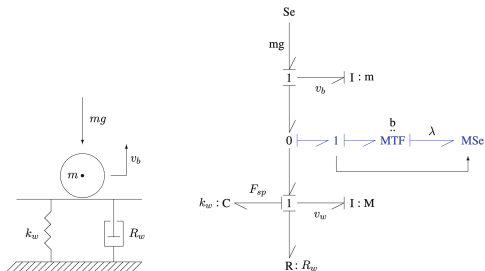 mg
m
v_b
k_w
R_w
Se
mg
1
I : m
v_b
0
1
b
MTF
λ
MSe
k_w : C
F_sp
1
I : M
v_w
R : R_w